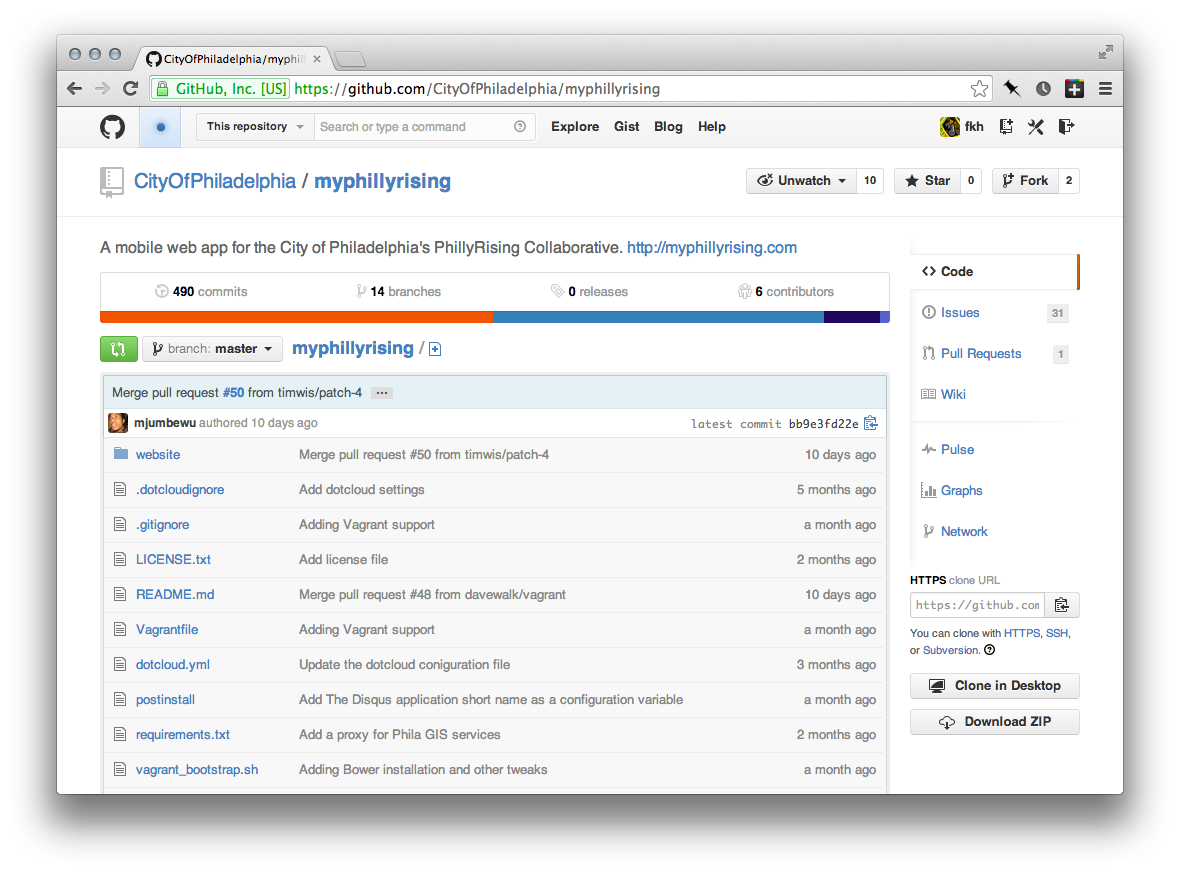 CityOfPhiladelphia/myphilli
GitHub, Inc. [US] https://github.com/CityOfPhiladelphia/myphillyrising
This repository Search or type a command Explore Gist Blog Help fkh
CityOfPhiladelphia / myphillyrising Unwatch 10 Star 0 Fork 2
A mobile web app for the City of Philadelphia's PhillyRising Collaborative. http://myphillyrising.com
490 commits 14 branches 0 releases 6 contributors
branch: master myphillyrising /
Merge pull request #50 from timwis/patch-4 ...
mjumbewu authored 10 days ago latest commit bb9e3fd22e
website Merge pull request #50 from timwis/patch-4 10 days ago
.dotcloudignore Add dotcloud settings 5 months ago
.gitignore Adding Vagrant support a month ago
LICENSE.txt Add license file 2 months ago
README.md Merge pull request #48 from davewalk/vagrant 10 days ago
Vagrantfile Adding Vagrant support a month ago
dotcloud.yml Update the dotcloud coniguration file 3 months ago
postinstall Add The Disqus application short name as a configuration variable a month ago
requirements.txt Add a proxy for Phila GIS services 2 months ago
vagrant_bootstrap.sh Adding Bower installation and other tweaks a month ago
Code
Issues 31
Pull Requests 1
Wiki
Pulse
Graphs
Network
HTTPS clone URL
https://github.com
You can clone with HTTPS, SSH,
or Subversion.
Clone in Desktop
Download ZIP